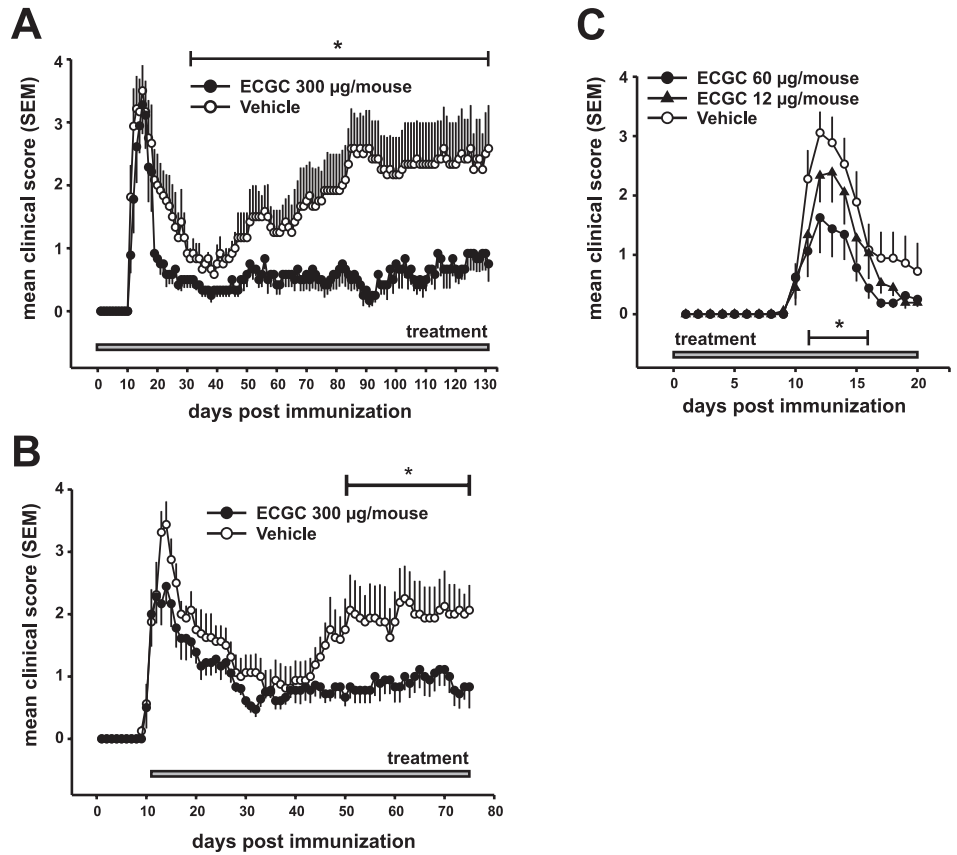 A
*
ECGC 300 µg/mouse
Vehicle
mean clinical score (SEM)
4
3
2
1
0
treatment
0 10 20 30 40 50 60 70 80 90 100 110 120 130
days post immunization
B
*
ECGC 300 µg/mouse
Vehicle
mean clinical score (SEM)
4
3
2
1
0
treatment
0 10 20 30 40 50 60 70 80
days post immunization
C
ECGC 60 µg/mouse
ECGC 12 µg/mouse
Vehicle
mean clinical score (SEM)
4
3
2
1
0
*
treatment
0 5 10 15 20
days post immunization